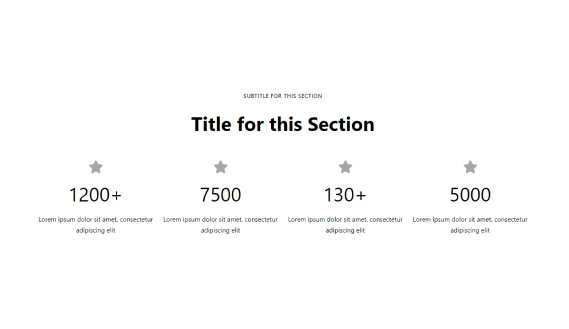 SUBTITLE FOR THIS SECTION
Title for this Section
1200+
7500
130+
5000
Lorem ipsum dolor sit amet, consectetur
adipiscing elit
Lorem ipsum dolor sit amet, consectetur
adipiscing elit
Lorem ipsum dolor sit amet, consectetur
adipiscing elit
Lorem ipsum dolor sit amet, consectetur
adipiscing elit